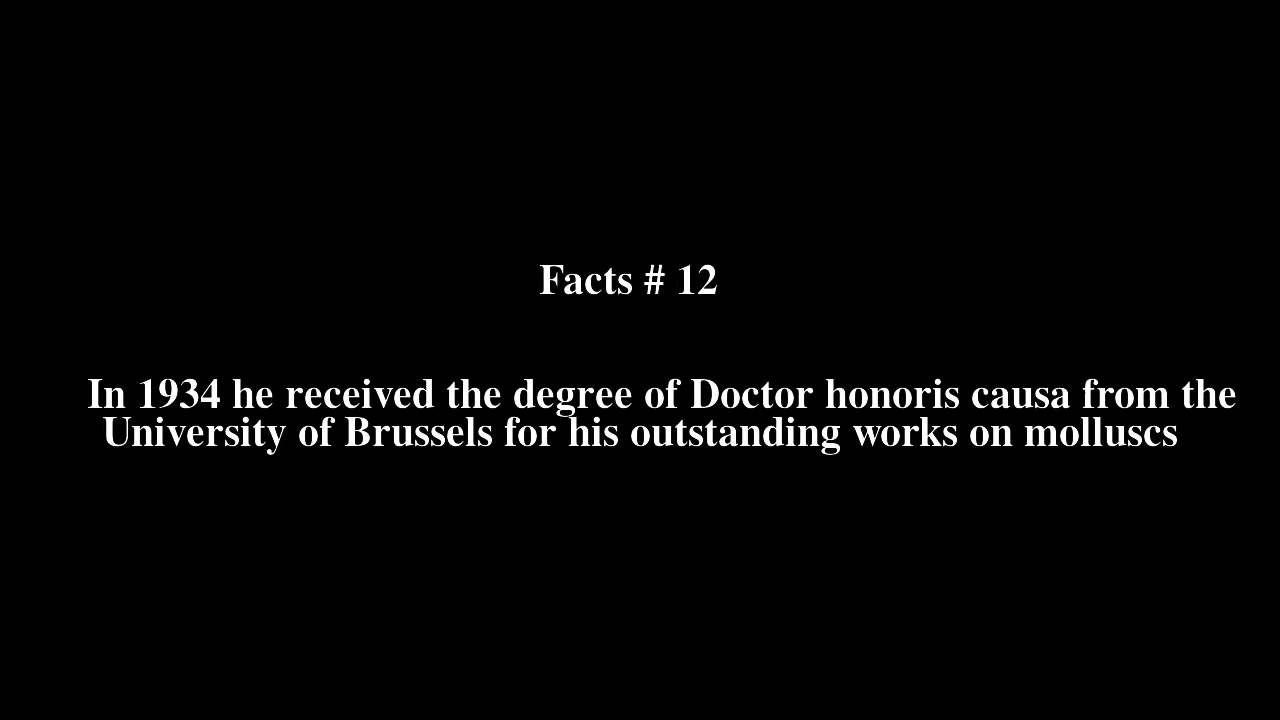 Facts # 12
In 1934 he received the degree of Doctor honoris causa from the
University of Brussels for his outstanding works on molluscs